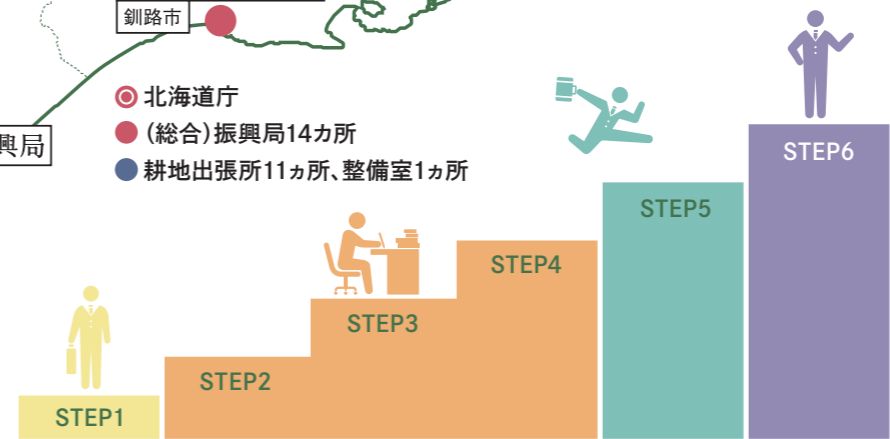 釧路市
興局
北海道庁
(総合)振興局14カ所
耕地出張所11ヵ所、整備室1ヵ所
STEP6
STEP5
STEP4
STEP3
STEP2
STEP1